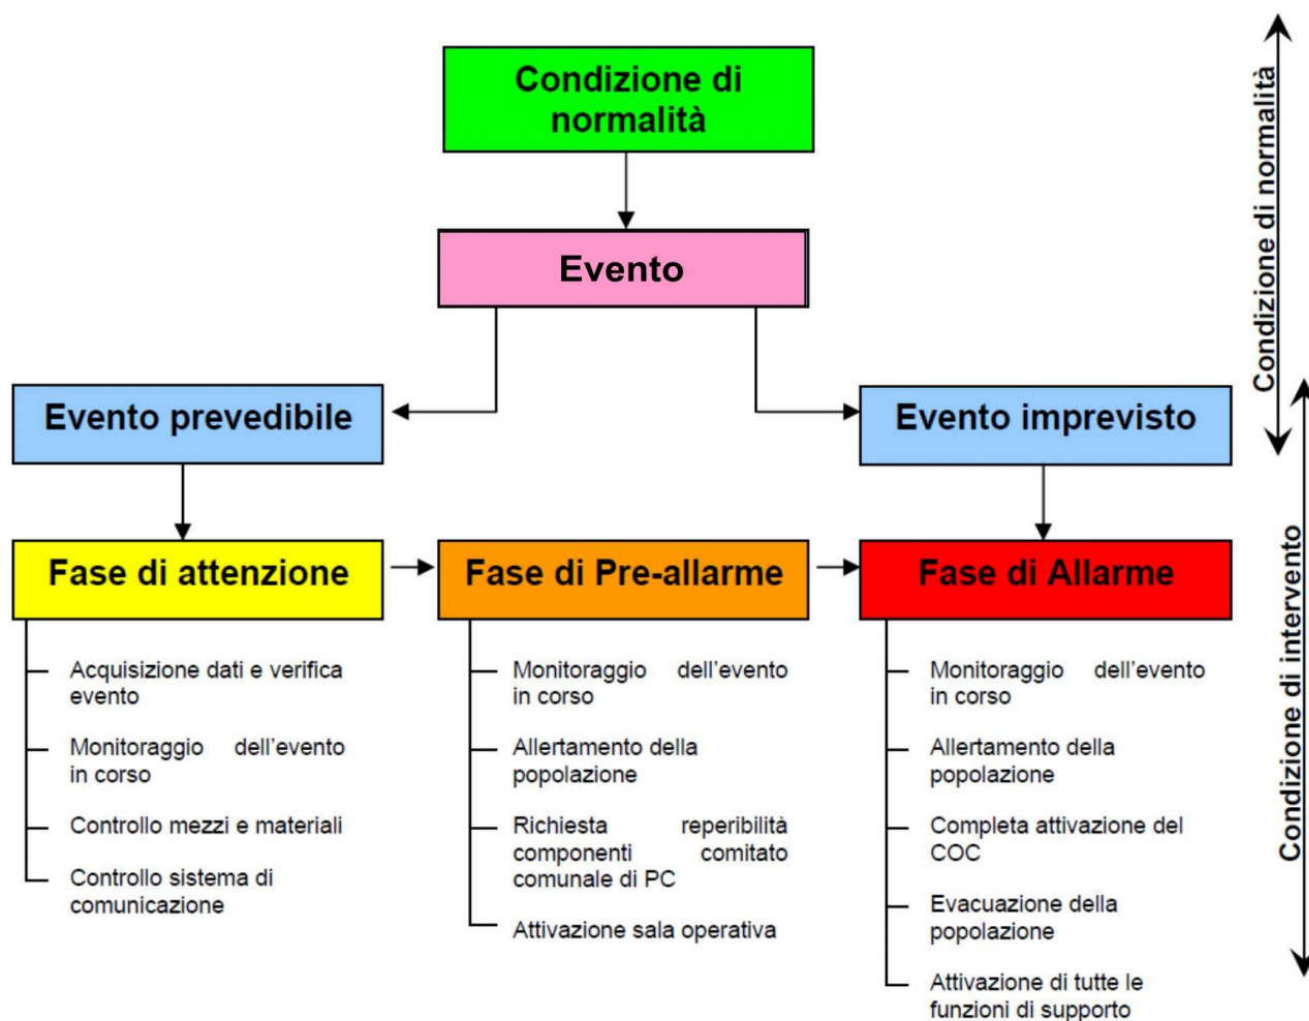 Condizione di
normalità
Evento
Evento prevedibile
Evento imprevisto
Fase di attenzione
Fase di Pre-allarme
Fase di Allarme
Acquisizione dati e verifica
evento
Monitoraggio dell'evento
in corso
Controllo mezzi e materiali
Controllo sistema di
comunicazione
Monitoraggio dell'evento
in corso
Allertamento della
popolazione
Richiesta reperibilità
componenti comitato
comunale di PC
Attivazione sala operativa
Monitoraggio dell'evento
in corso
Allertamento della
popolazione
Completa attivazione del
COC
Evacuazione della
popolazione
Attivazione di tutte le
funzioni di supporto
Condizione di normalità
Condizione di intervento